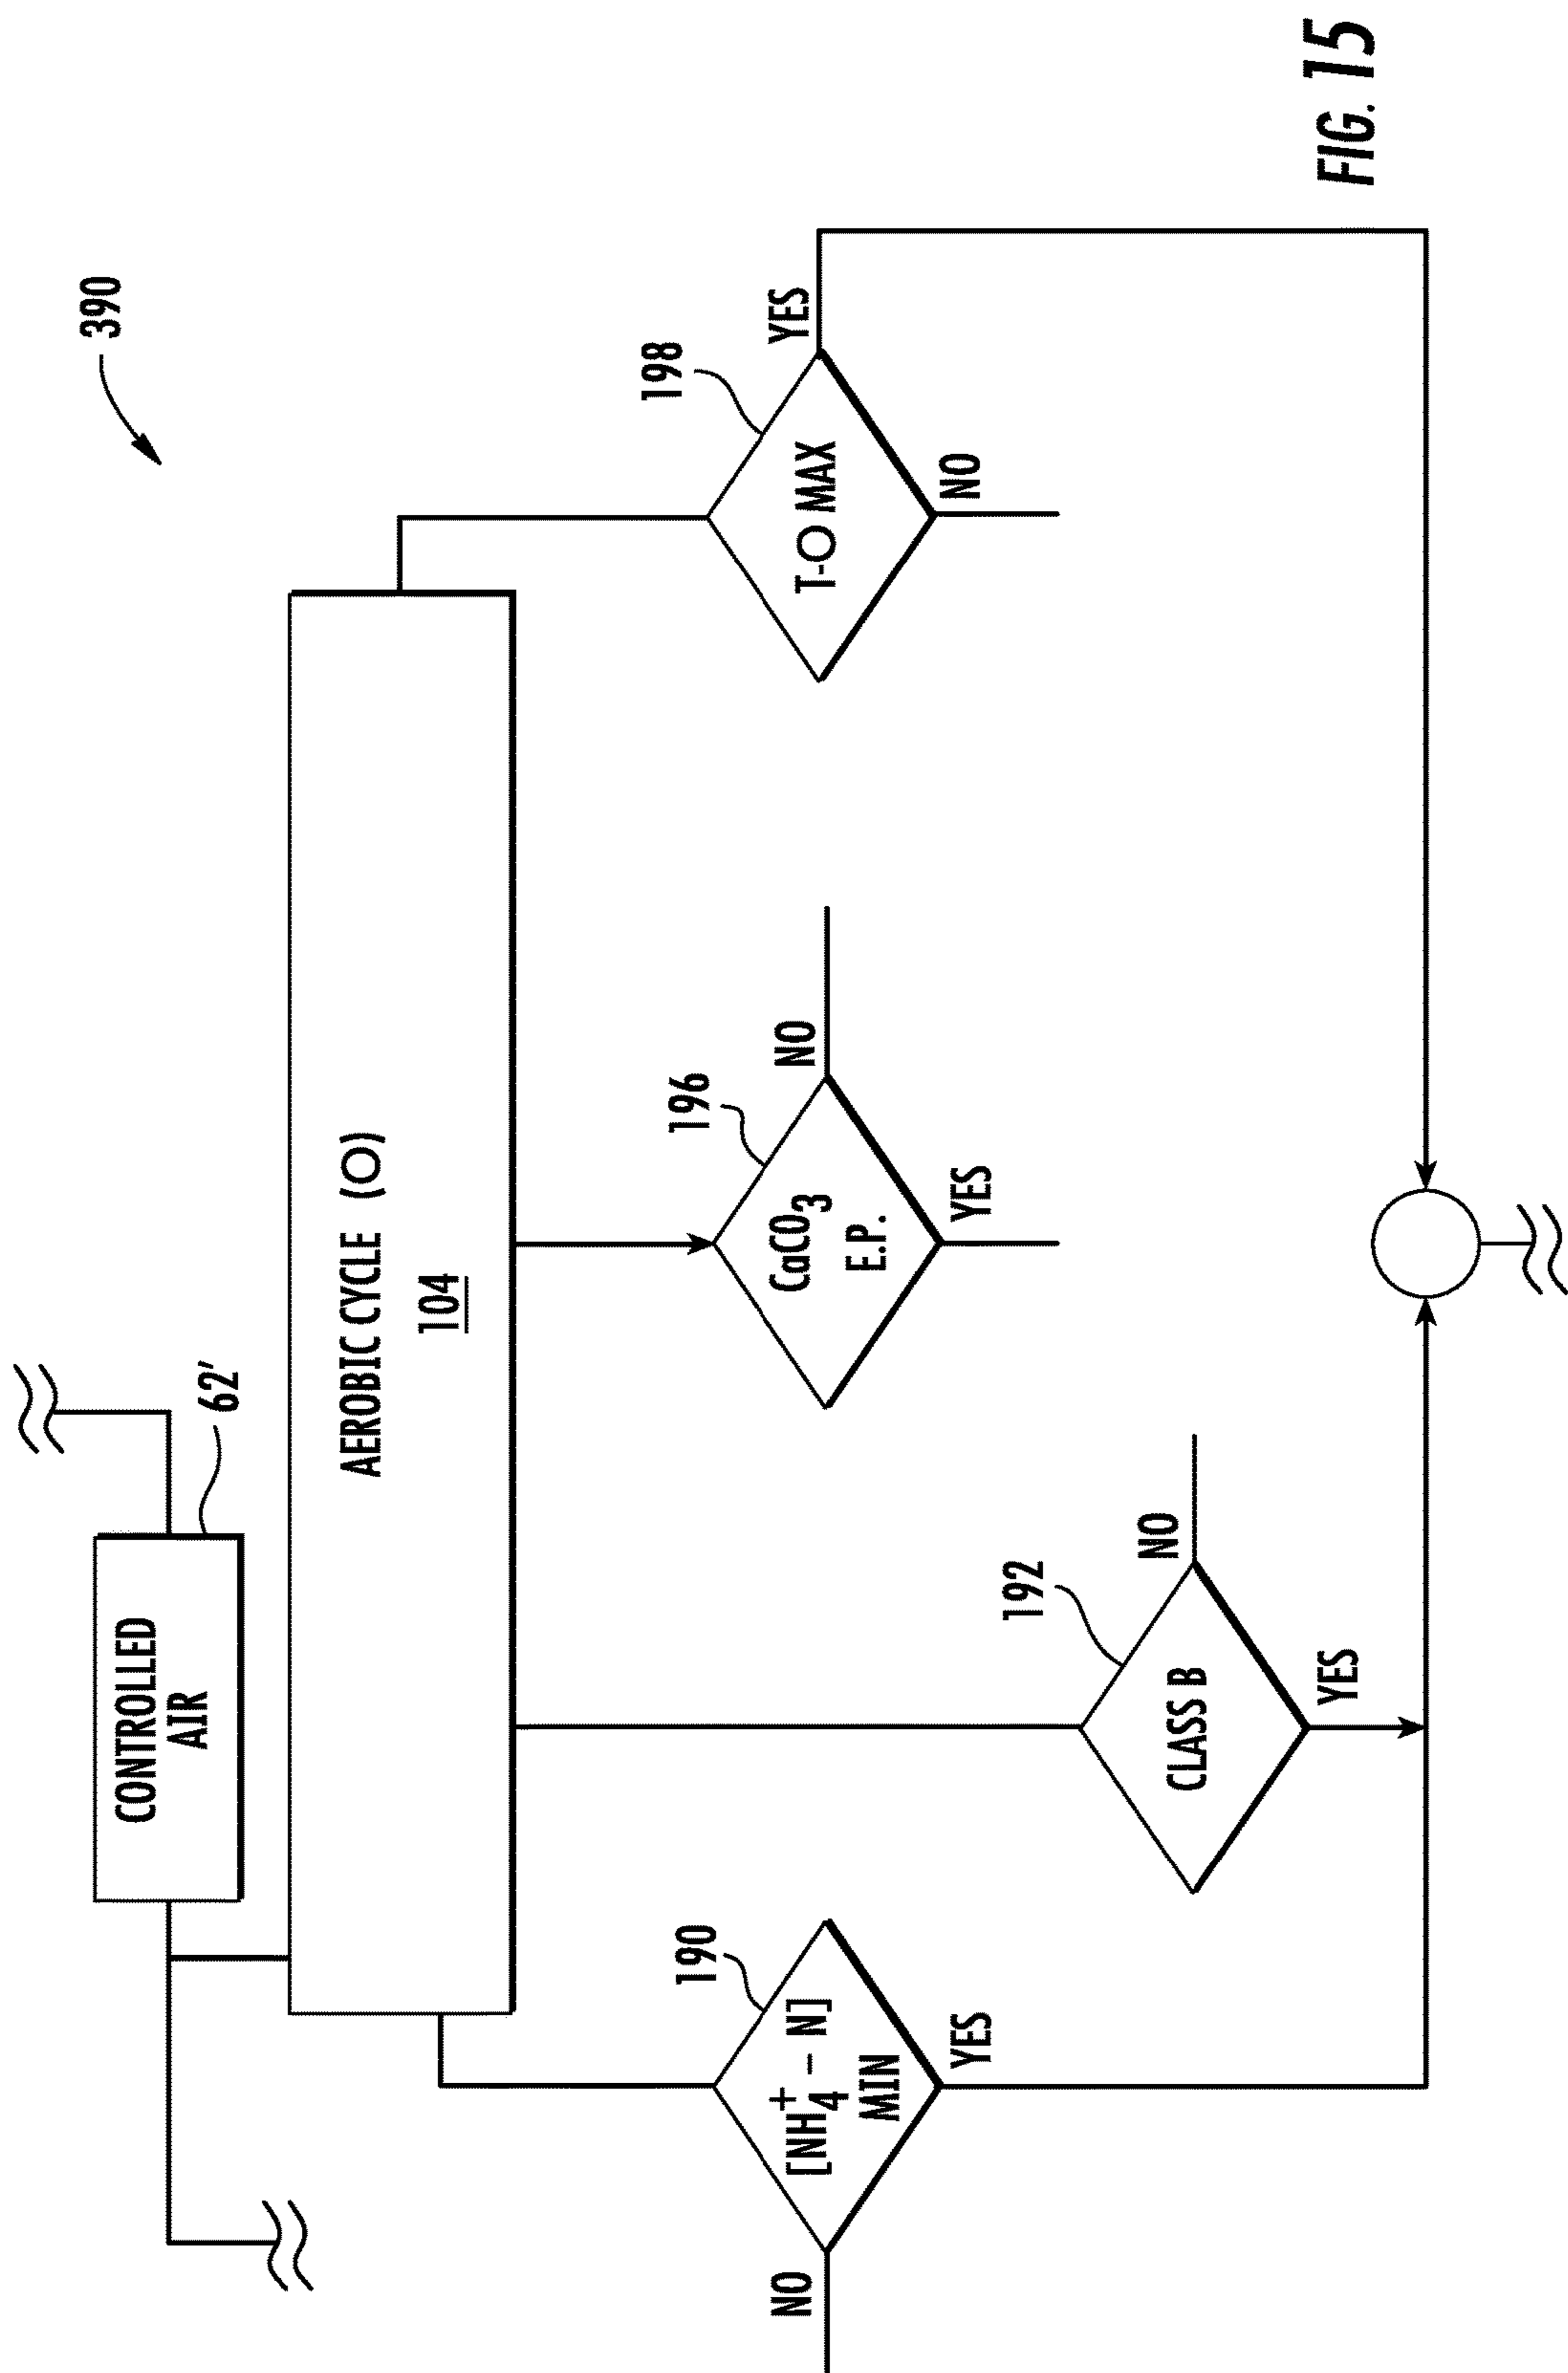 390
CONTROLLED
AIR
62'
AEROBIC CYCLE (O)
104
190
[NH₄⁺ – N]
MIN
NO
YES
192
CLASS B
NO
YES
196
CaCO₃
E.P.
NO
YES
198
T-O MAX
YES
NO
FIG. 15